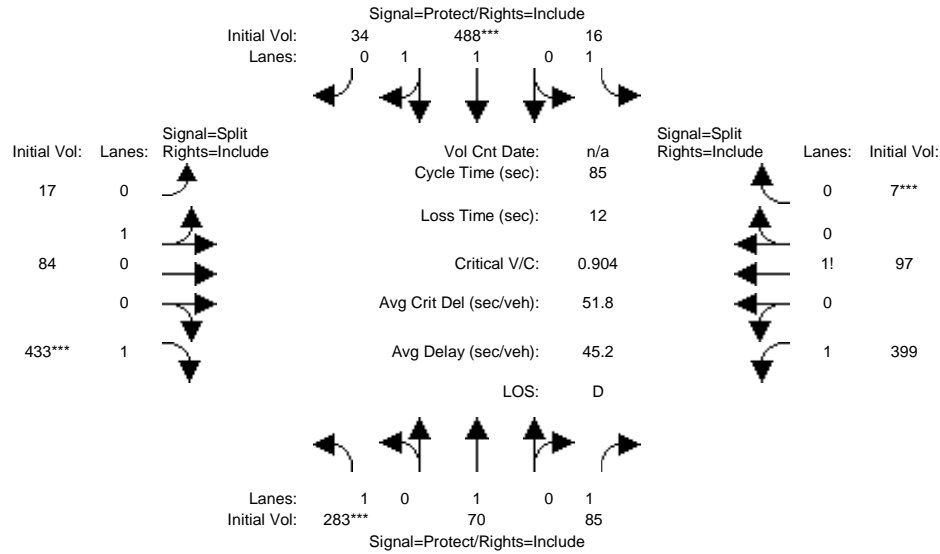 Signal=Protect/Rights=Include
Initial Vol: 34 488*** 16
Lanes: 0 1 1 0 1
Signal=Split
Initial Vol: Lanes: Rights=Include
Vol Cnt Date: n/a
Signal=Split
Rights=Include Lanes: Initial Vol:
Cycle Time (sec): 85
17 0
0 7***
Loss Time (sec): 12
1
0
84 0
Critical V/C: 0.904
1! 97
0
Avg Crit Del (sec/veh): 51.8
0
433*** 1
Avg Delay (sec/veh): 45.2
1 399
LOS: D
Lanes: 1 0 1 0 1
Initial Vol: 283*** 70 85
Signal=Protect/Rights=Include